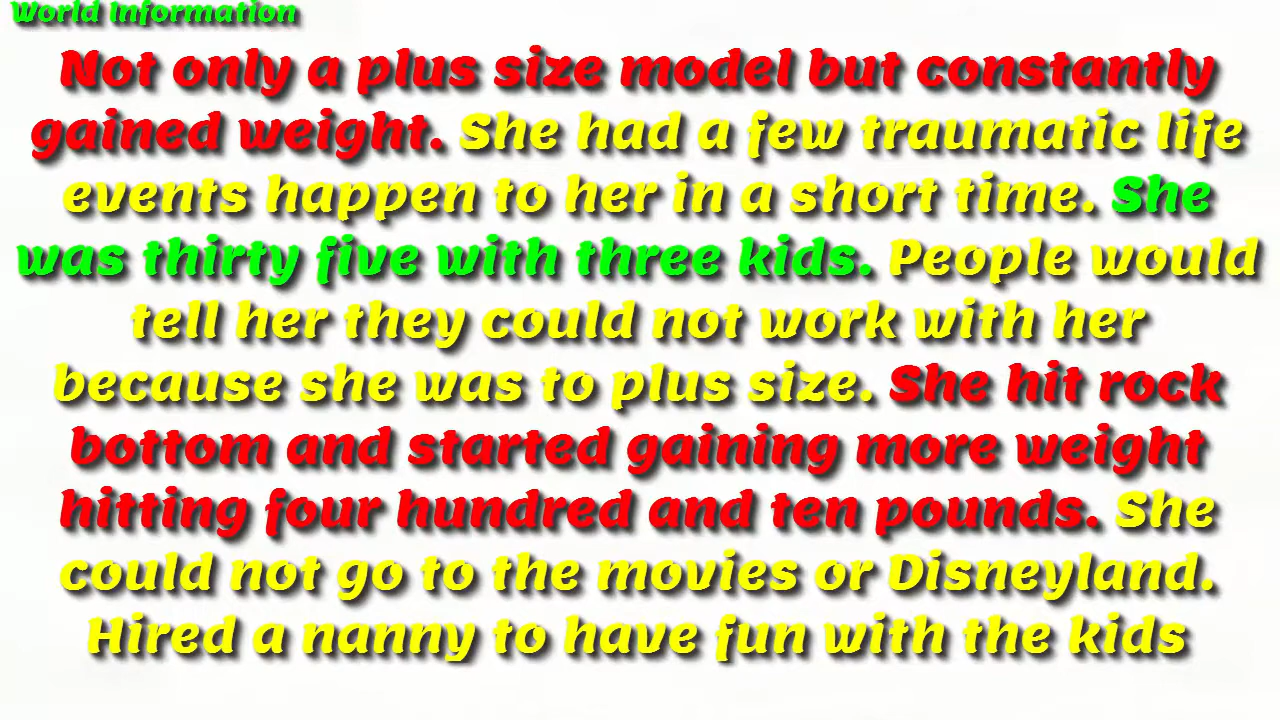 World Information
Not only a plus size model but constantly
gained weight. She had a few traumatic life
events happen to her in a short time. She
was thirty five with three kids. People would
tell her they could not work with her
because she was to plus size. She hit rock
bottom and started gaining more weight
hitting four hundred and ten pounds. She
could not go to the movies or Disneyland.
Hired a nanny to have fun with the kids